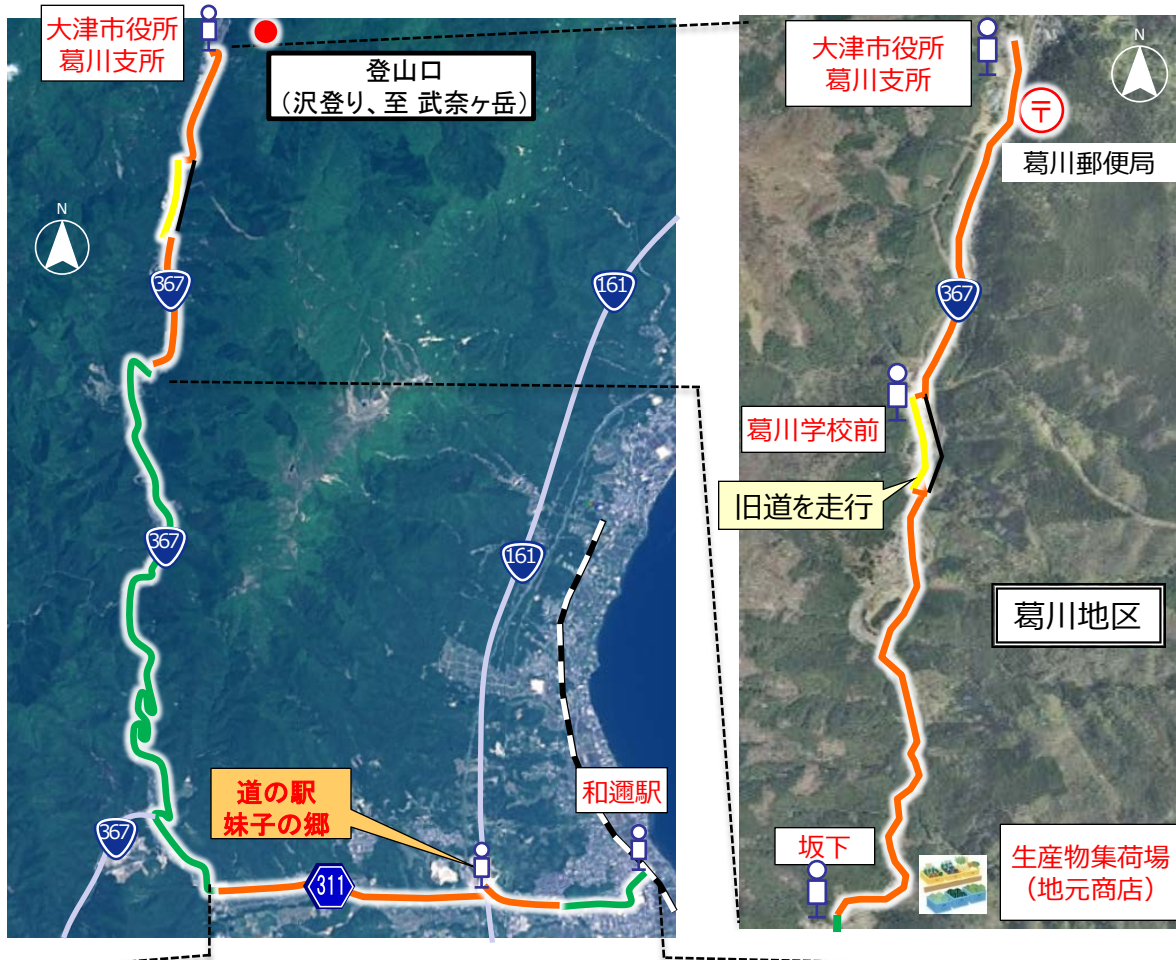 大津市役所
葛川支所
登山口
(沢登り、至 武奈ヶ岳)
N
367
161
367
161
道の駅
妹子の郷
和邇駅
367
311
大津市役所
葛川支所
N
〒
葛川郵便局
367
葛川学校前
旧道を走行
葛川地区
坂下
生産物集荷場
(地元商店)